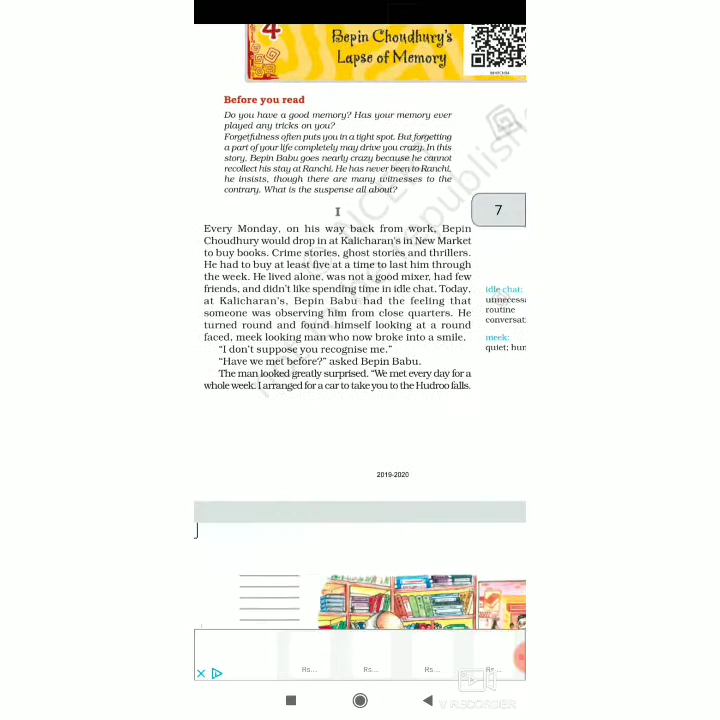 4
Bepin Choudhury's
Lapse of Memory
Before you read
Do you have a good memory? Has your memory ever
played any tricks on you?
Forgetfulness often puts you in a tight spot. But forgetting
a part of your life completely may drive you crazy. In this
story, Bepin Babu goes nearly crazy because he cannot
recollect his stay at Ranchi. He has never been to Ranchi,
he insists, though there are many witnesses to the
contrary. What is the suspense all about?
I
7
Every Monday, on his way back from work, Bepin
Choudhury would drop in at Kalicharan's in New Market
to buy books. Crime stories, ghost stories and thrillers.
He had to buy at least five at a time to last him through
the week. He lived alone, was not a good mixer, had few
friends, and didn't like spending time in idle chat. Today,
at Kalicharan's, Bepin Babu had the feeling that
someone was observing him from close quarters. He
turned round and found himself looking at a round
faced, meek looking man who now broke into a smile.
"I don't suppose you recognise me."
"Have we met before?" asked Bepin Babu.
The man looked greatly surprised. "We met every day for a
whole week. I arranged for a car to take you to the Hudroo falls.
idle chat:
unnecessa
routine
conversati
meek:
quiet; hum
2019-2020
Rs...
Rs...
Rs...
Rs...
V RECORDER